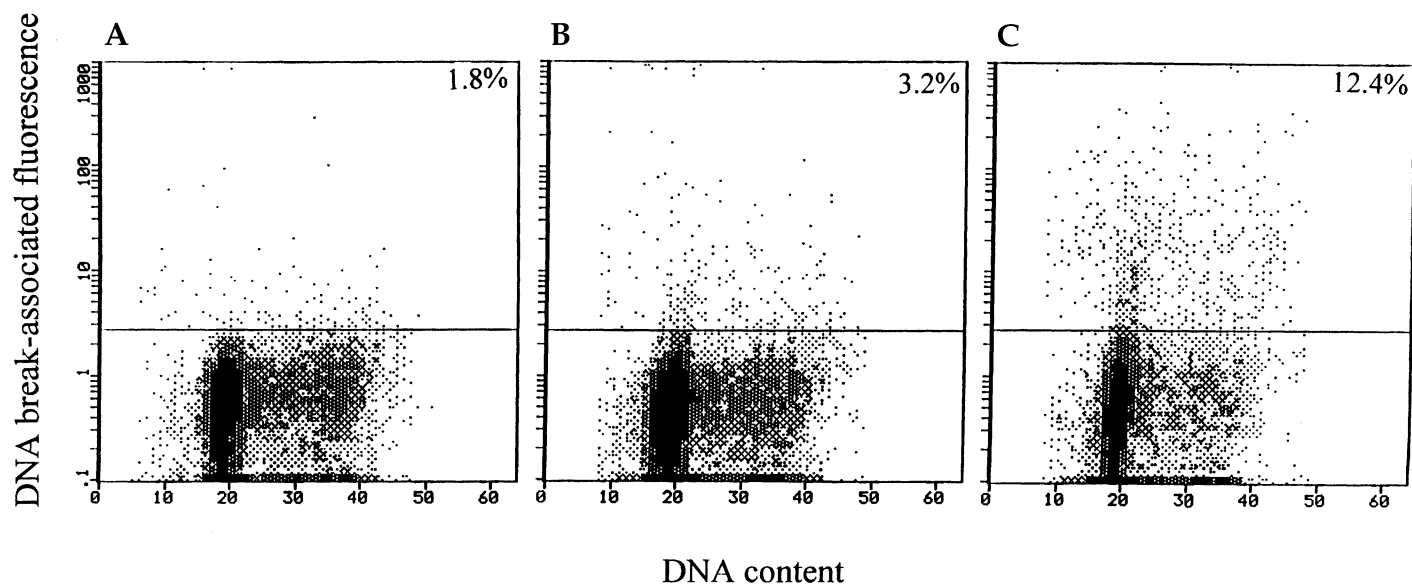 A B C
DNA break-associated fluorescence
1.8% 3.2% 12.4%
1000
100
10
1
.1
0 10 20 30 40 50 60 0 10 20 30 40 50 60 0 10 20 30 40 50 60
DNA content